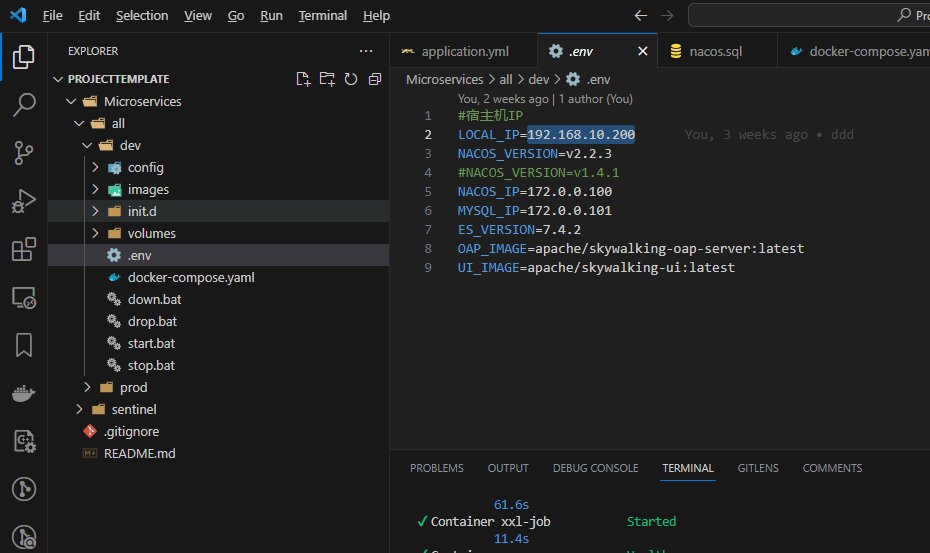 File Edit Selection View Go Run Terminal Help
EXPLORER
PROJECTTEMPLATE
Microservices
all
dev
config
images
init.d
volumes
.env
docker-compose.yaml
down.bat
drop.bat
start.bat
stop.bat
prod
sentinel
.gitignore
README.md
application.yml .env nacos.sql docker-compose.yam
Microservices > all > dev > .env
You, 2 weeks ago | 1 author (You)
1 #宿主机IP
2 LOCAL_IP=192.168.10.200 You, 3 weeks ago • ddd
3 NACOS_VERSION=v2.2.3
4 #NACOS_VERSION=v1.4.1
5 NACOS_IP=172.0.0.100
6 MYSQL_IP=172.0.0.101
7 ES_VERSION=7.4.2
8 OAP_IMAGE=apache/skywalking-oap-server:latest
9 UI_IMAGE=apache/skywalking-ui:latest
PROBLEMS OUTPUT DEBUG CONSOLE TERMINAL GITLENS COMMENTS
61.6s
✓Container xxl-job Started
11.4s